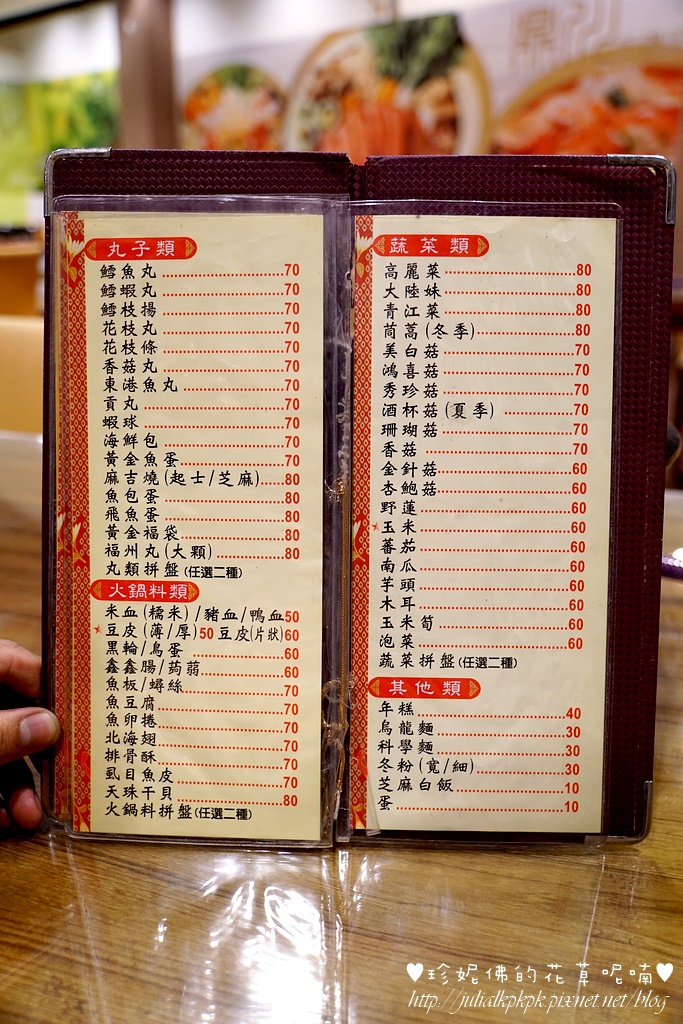 鼎
丸子類
鱈魚丸 70
鱈蝦丸 70
鱈枝揚 70
花枝丸 70
花枝條 70
香菇丸 70
東港魚丸 70
貢丸 70
蝦球 70
海鮮包 70
黃金魚蛋 70
麻吉燒(起士/芝麻) 80
魚包蛋 80
飛魚蛋 80
黃金福袋 80
福州丸(大顆) 80
丸類拼盤(任選二種)
火鍋料類
米血(糯米)/豬血/鴨血50
豆皮(薄/厚)50豆皮(片狀)60
黑輪/鳥蛋 50
鑫鑫腸/蒟蒻 60
魚板/蟳絲 70
魚豆腐 70
魚卵捲 70
北海翅 70
排骨酥 70
虱目魚皮 70
天珠干貝 80
火鍋料拼盤(任選二種)
蔬菜類
高麗菜 80
大陸妹 80
青江菜 80
茼蒿(冬季) 80
美白菇 70
鴻喜菇 70
秀珍菇 70
酒杯菇(夏季) 70
珊瑚菇 70
香菇 70
金針菇 60
杏鮑菇 60
野蓮 60
玉米 60
蕃茄 60
南瓜 60
芋頭 60
木耳 60
玉米筍 60
泡菜 60
蔬菜拼盤(任選二種)
其他類
年糕 40
烏龍麵 30
科學麵 30
冬粉(寬/細) 30
芝麻白飯 10
蛋 10
♥珍妮佛的花草呢喃♥
http://julialkpkpk.pixnet.net/blog